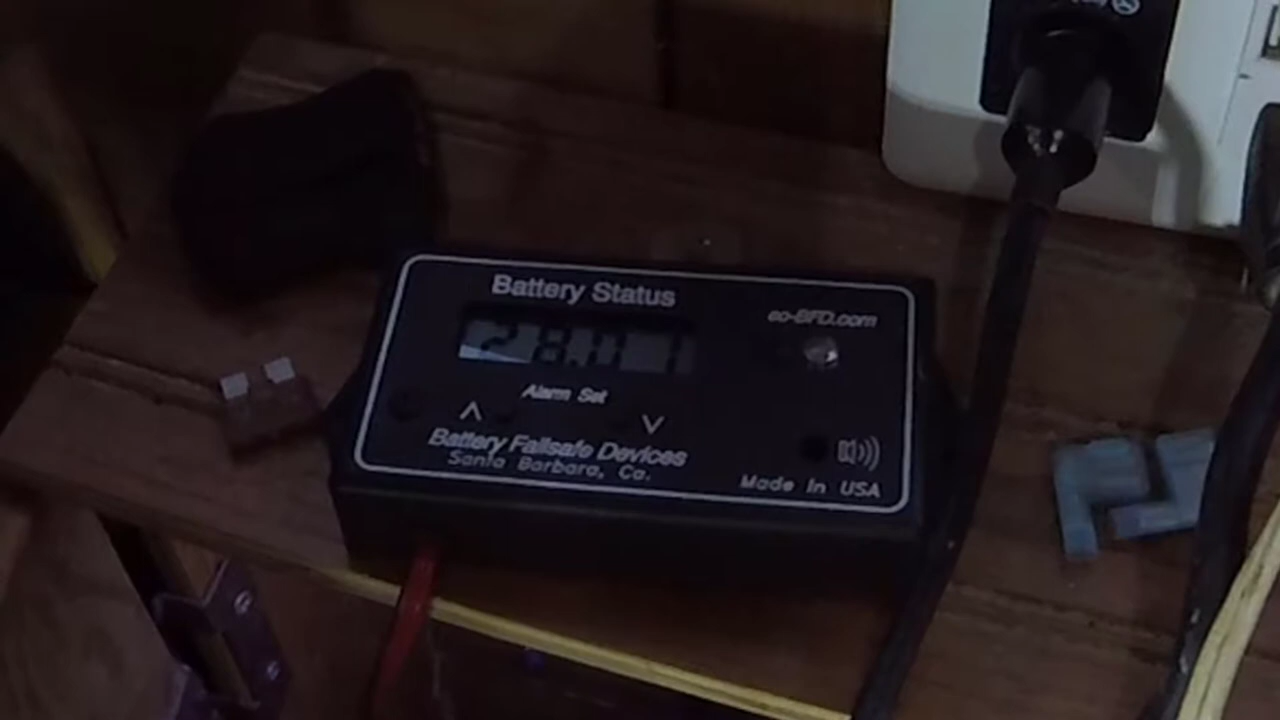 Battery Status
eo-BFD.com
Alarm Set
Battery Failsafe Devices
Santa Barbara, Ca.
Made In USA